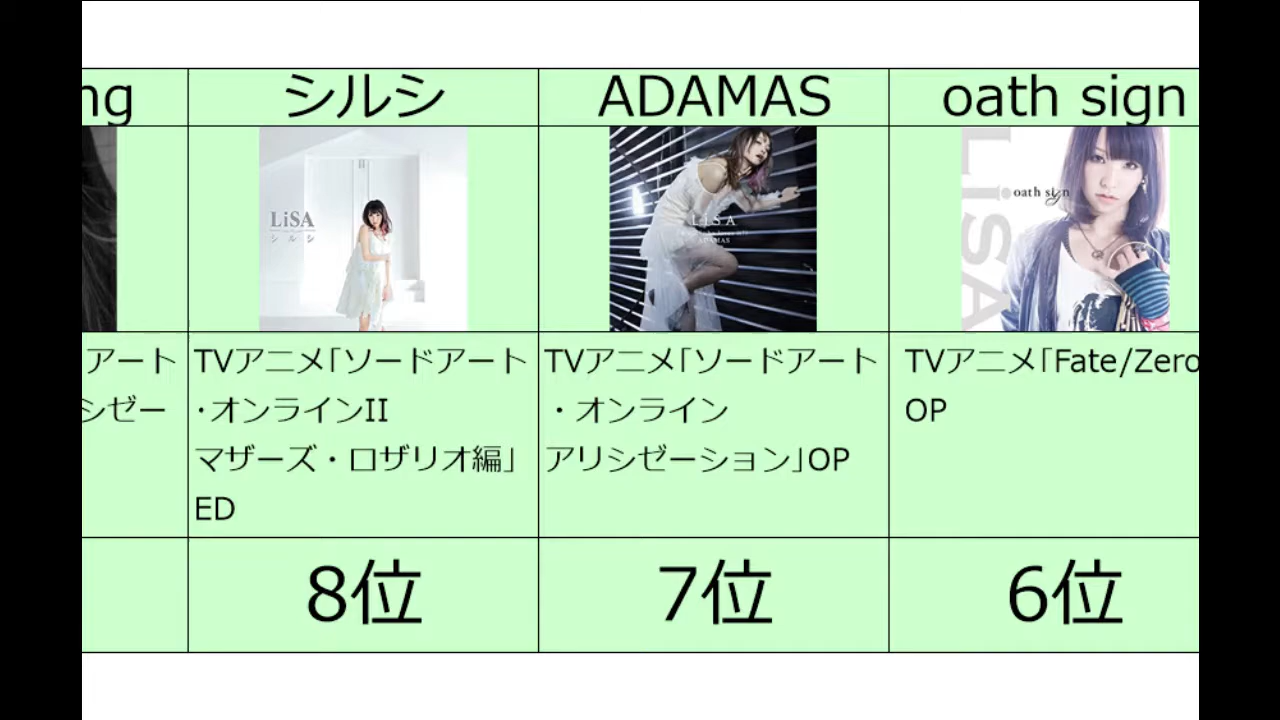 ng
シルシ
ADAMAS
oath sign
LiSA
シルシ
LiSA
ADAMAS
LiSA
oath sign
アート
シゼー
TVアニメ「ソードアート
・オンラインII
マザーズ・ロザリオ編」
ED
TVアニメ「ソードアート
・オンライン
アリシゼーション」OP
TVアニメ「Fate/Zero
OP
8位
7位
6位